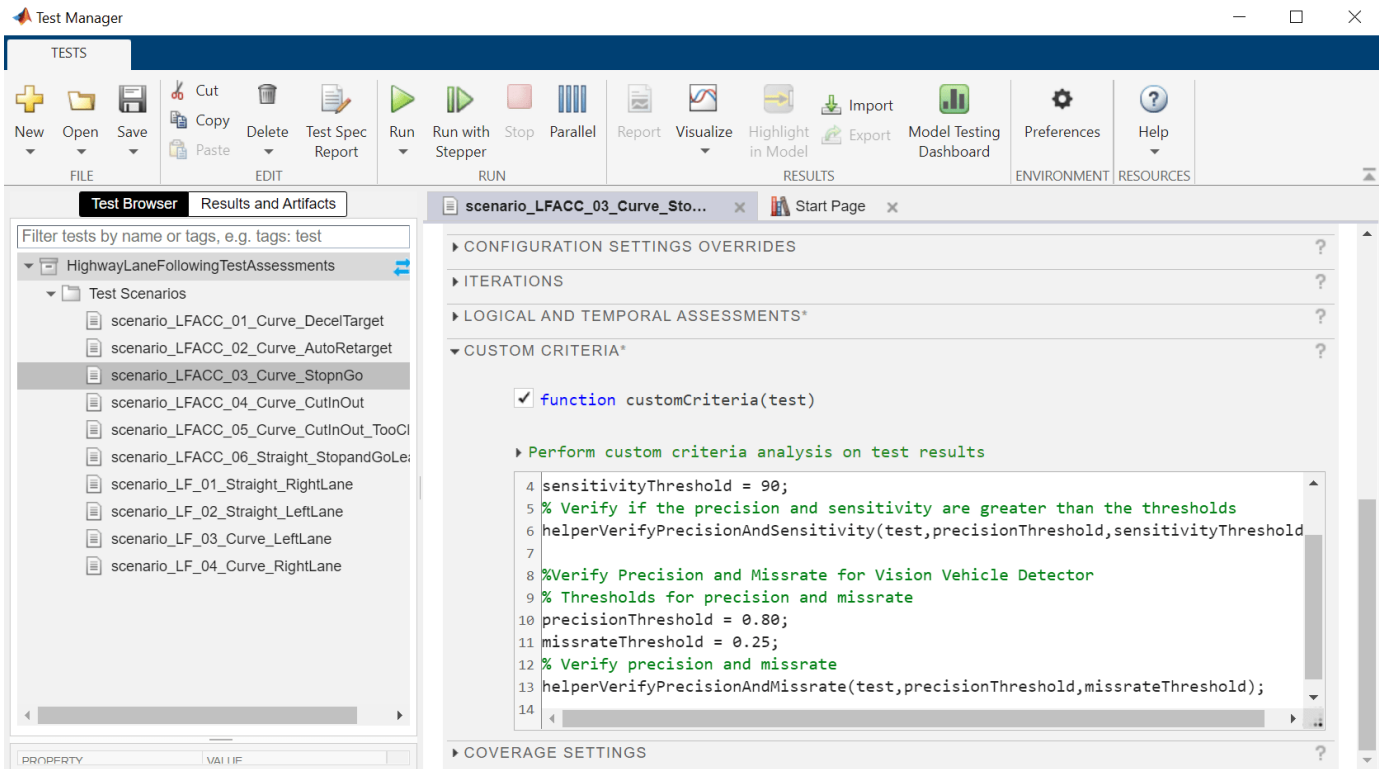 Test Manager
TESTS
New
Open
Save
FILE
Cut
Copy
Paste
Delete
Test Spec
Report
EDIT
Run
Run with
Stepper
Stop
Parallel
RUN
Report
Visualize
Highlight
in Model
Import
Export
Model Testing
Dashboard
RESULTS
Preferences
ENVIRONMENT
Help
RESOURCES
Test Browser
Results and Artifacts
Filter tests by name or tags, e.g. tags: test
HighwayLaneFollowingTestAssessments
Test Scenarios
scenario_LFACC_01_Curve_DecelTarget
scenario_LFACC_02_Curve_AutoRetarget
scenario_LFACC_03_Curve_StopnGo
scenario_LFACC_04_Curve_CutInOut
scenario_LFACC_05_Curve_CutInOut_TooCl
scenario_LFACC_06_Straight_StopandGoLea
scenario_LF_01_Straight_RightLane
scenario_LF_02_Straight_LeftLane
scenario_LF_03_Curve_LeftLane
scenario_LF_04_Curve_RightLane
PROPERTY VALUE
scenario_LFACC_03_Curve_Sto... ×
Start Page ×
CONFIGURATION SETTINGS OVERRIDES ?
ITERATIONS ?
LOGICAL AND TEMPORAL ASSESSMENTS* ?
CUSTOM CRITERIA* ?
function customCriteria(test)
Perform custom criteria analysis on test results
4 sensitivityThreshold = 90;
5 % Verify if the precision and sensitivity are greater than the thresholds
6 helperVerifyPrecisionAndSensitivity(test,precisionThreshold,sensitivityThreshold
7
8 %Verify Precision and Missrate for Vision Vehicle Detector
9 % Thresholds for precision and missrate
10 precisionThreshold = 0.80;
11 missrateThreshold = 0.25;
12 % Verify precision and missrate
13 helperVerifyPrecisionAndMissrate(test,precisionThreshold,missrateThreshold);
14
COVERAGE SETTINGS ?